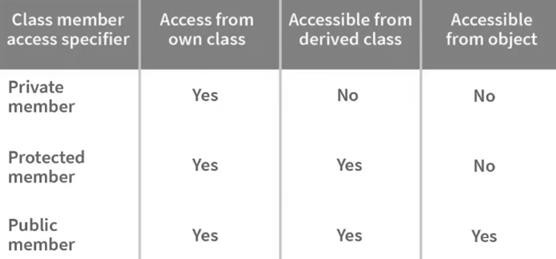 Class member access specifier | Access from own class | Accessible from derived class | Accessible from object
Private member | Yes | No | No
Protected member | Yes | Yes | No
Public member | Yes | Yes | Yes